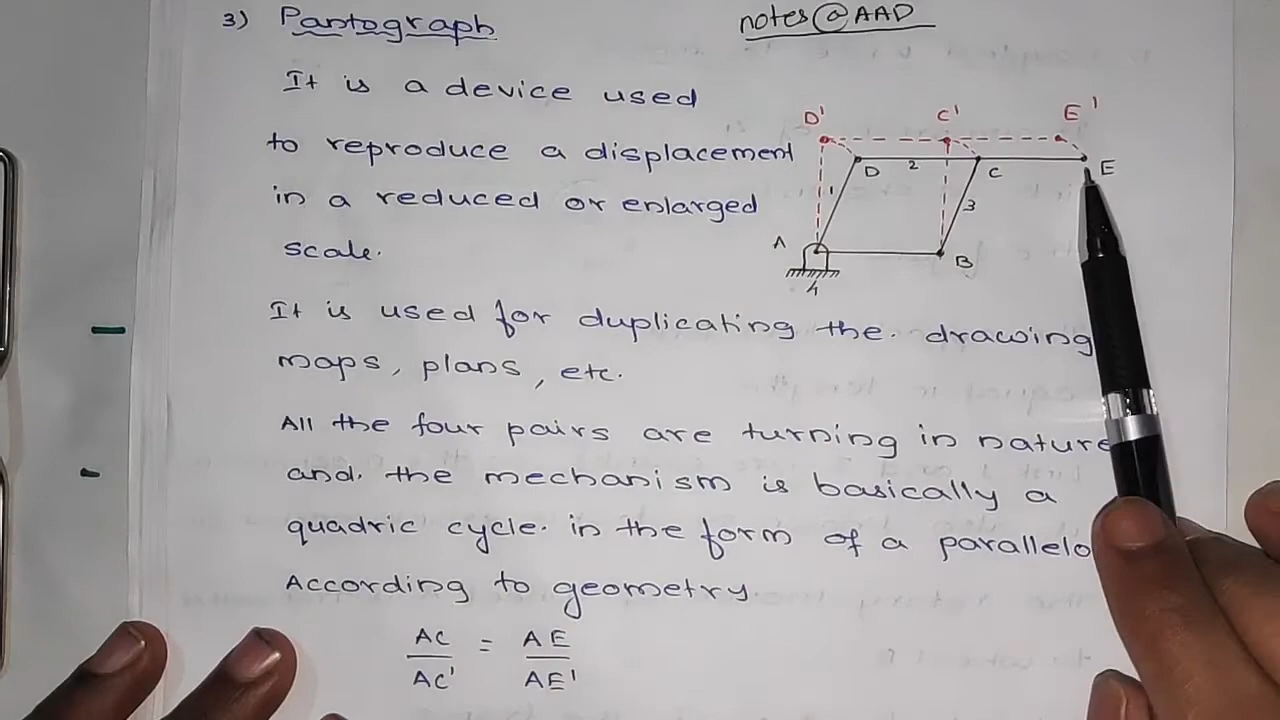 3) Pantograph
notes@AAD
It is a device used
to reproduce a displacement
in a reduced or enlarged
scale.
D' C' E'
D 2 C E
1 3
A B
4
It is used for duplicating the drawing
maps, plans, etc.
All the four pairs are turning in nature
and. the mechanism is basically a
quadric cycle. in the form of a parallelo
According to geometry.
AC = AE
AC' AE'